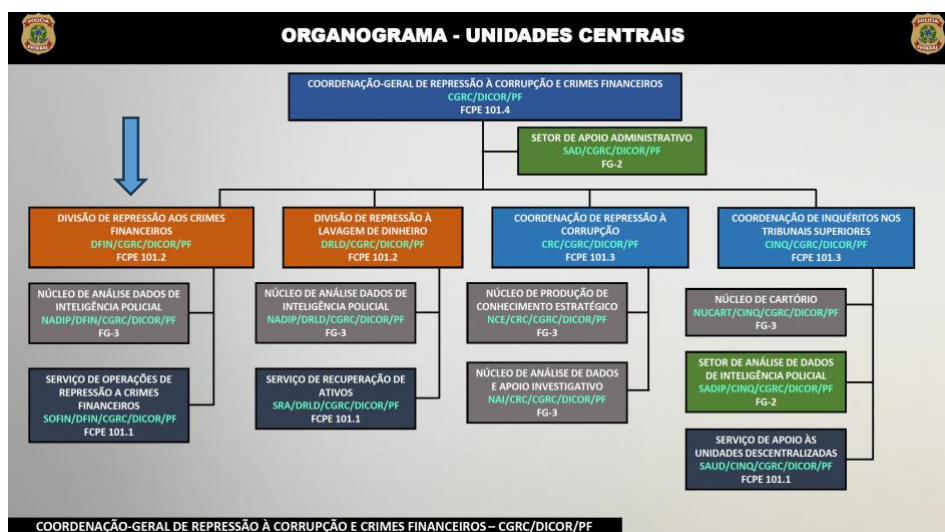 POLÍCIA
FEDERAL
ORGANOGRAMA - UNIDADES CENTRAIS
POLÍCIA
FEDERAL
COORDENAÇÃO-GERAL DE REPRESSÃO À CORRUPÇÃO E CRIMES FINANCEIROS
CGRC/DICOR/PF
FCPE 101.4
SETOR DE APOIO ADMINISTRATIVO
SAD/CGRC/DICOR/PF
FG-2
DIVISÃO DE REPRESSÃO AOS CRIMES
FINANCEIROS
DFIN/CGRC/DICOR/PF
FCPE 101.2
DIVISÃO DE REPRESSÃO À
LAVAGEM DE DINHEIRO
DRLD/CGRC/DICOR/PF
FCPE 101.2
COORDENAÇÃO DE REPRESSÃO À
CORRUPÇÃO
CRC/CGRC/DICOR/PF
FCPE 101.3
COORDENAÇÃO DE INQUÉRITOS NOS
TRIBUNAIS SUPERIORES
CINQ/CGRC/DICOR/PF
FCPE 101.3
NÚCLEO DE ANÁLISE DADOS DE
INTELIGÊNCIA POLICIAL
NADIP/DFIN/CGRC/DICOR/PF
FG-3
NÚCLEO DE ANÁLISE DADOS DE
INTELIGÊNCIA POLICIAL
NADIP/DRLD/CGRC/DICOR/PF
FG-3
NÚCLEO DE PRODUÇÃO DE
CONHECIMENTO ESTRATÉGICO
NCE/CRC/CGRC/DICOR/PF
FG-3
NÚCLEO DE CARTÓRIO
NUCART/CINQ/CGRC/DICOR/PF
FG-3
SERVIÇO DE OPERAÇÕES DE
REPRESSÃO A CRIMES
FINANCEIROS
SOFIN/DFIN/CGRC/DICOR/PF
FCPE 101.1
SERVIÇO DE RECUPERAÇÃO DE
ATIVOS
SRA/DRLD/CGRC/DICOR/PF
FCPE 101.1
NÚCLEO DE ANÁLISE DE DADOS
E APOIO INVESTIGATIVO
NAI/CRC/CGRC/DICOR/PF
FG-3
SETOR DE ANÁLISE DE DADOS
DE INTELIGÊNCIA POLICIAL
SADIP/CINQ/CGRC/DICOR/PF
FG-2
SERVIÇO DE APOIO ÀS
UNIDADES DESCENTRALIZADAS
SAUD/CINQ/CGRC/DICOR/PF
FCPE 101.1
COORDENAÇÃO-GERAL DE REPRESSÃO À CORRUPÇÃO E CRIMES FINANCEIROS – CGRC/DICOR/PF